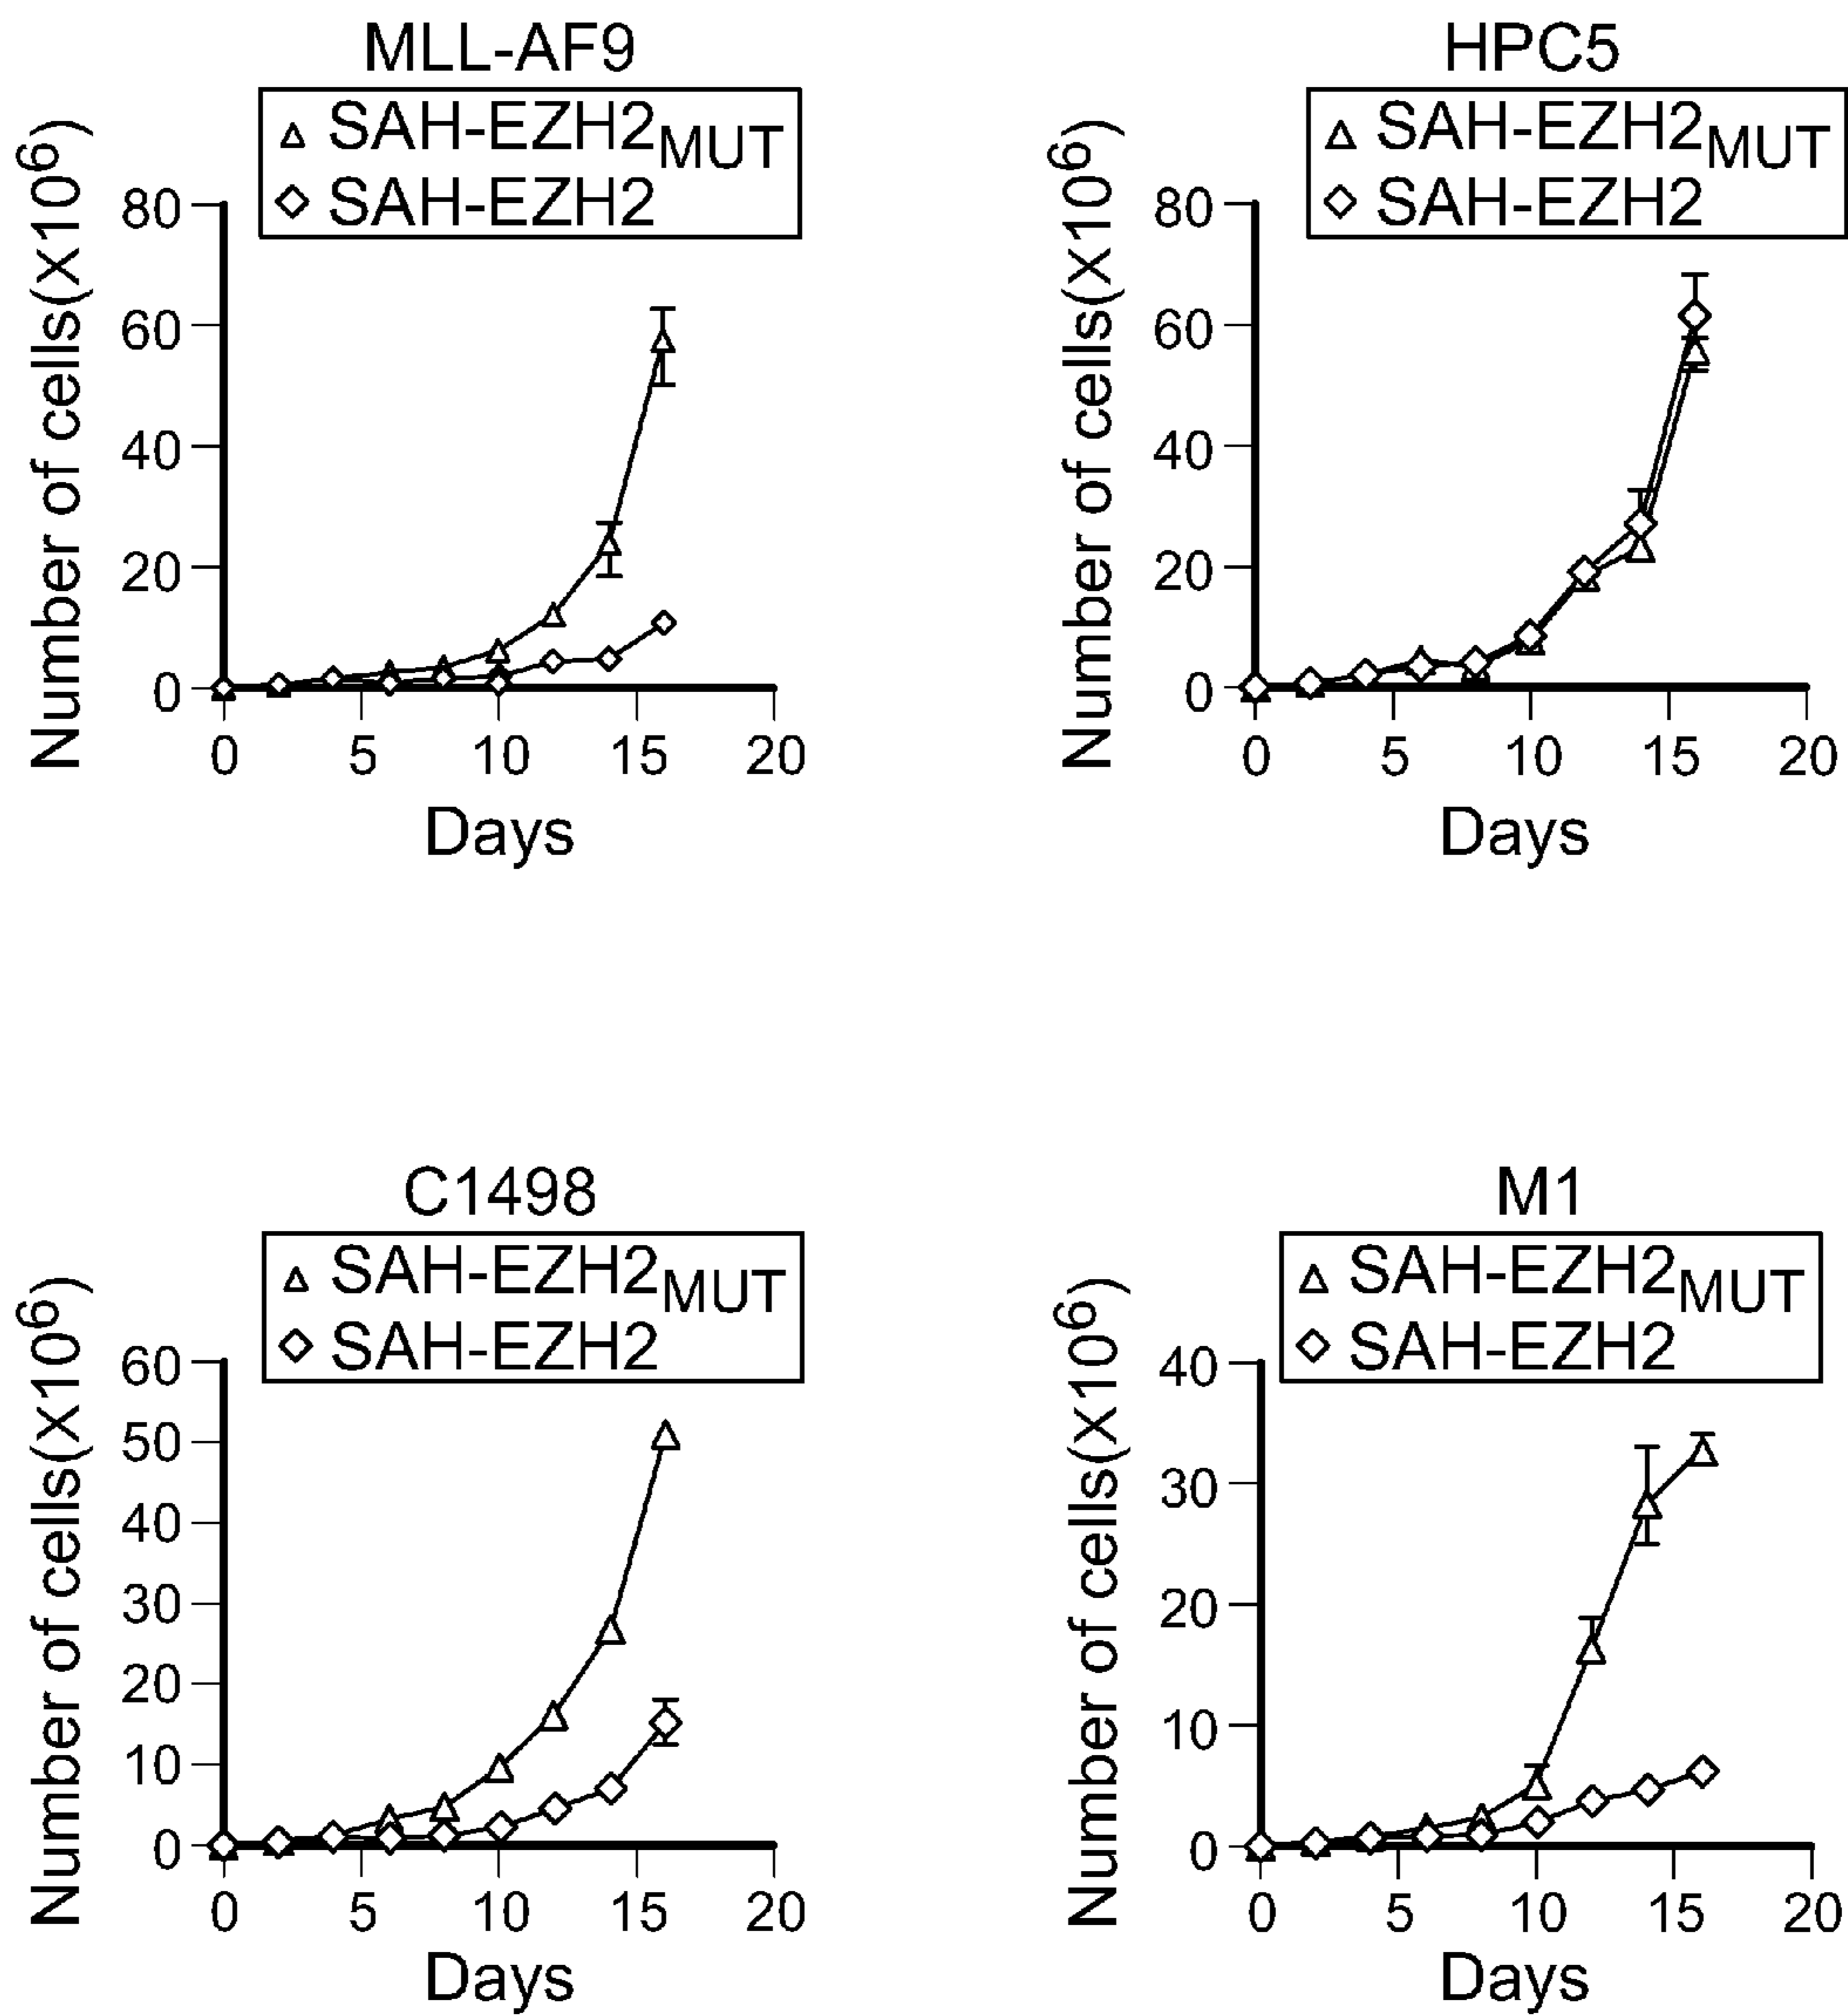 MLL-AF9
SAH-EZH2MUT
SAH-EZH2
Number of cells(x10⁶)
80
60
40
20
0
0 5 10 15 20
Days
HPC5
SAH-EZH2MUT
SAH-EZH2
Number of cells(x10⁶)
80
60
40
20
0
0 5 10 15 20
Days
C1498
SAH-EZH2MUT
SAH-EZH2
Number of cells(x10⁶)
60
50
40
30
20
10
0
0 5 10 15 20
Days
M1
SAH-EZH2MUT
SAH-EZH2
Number of cells(x10⁶)
40
30
20
10
0
0 5 10 15 20
Days